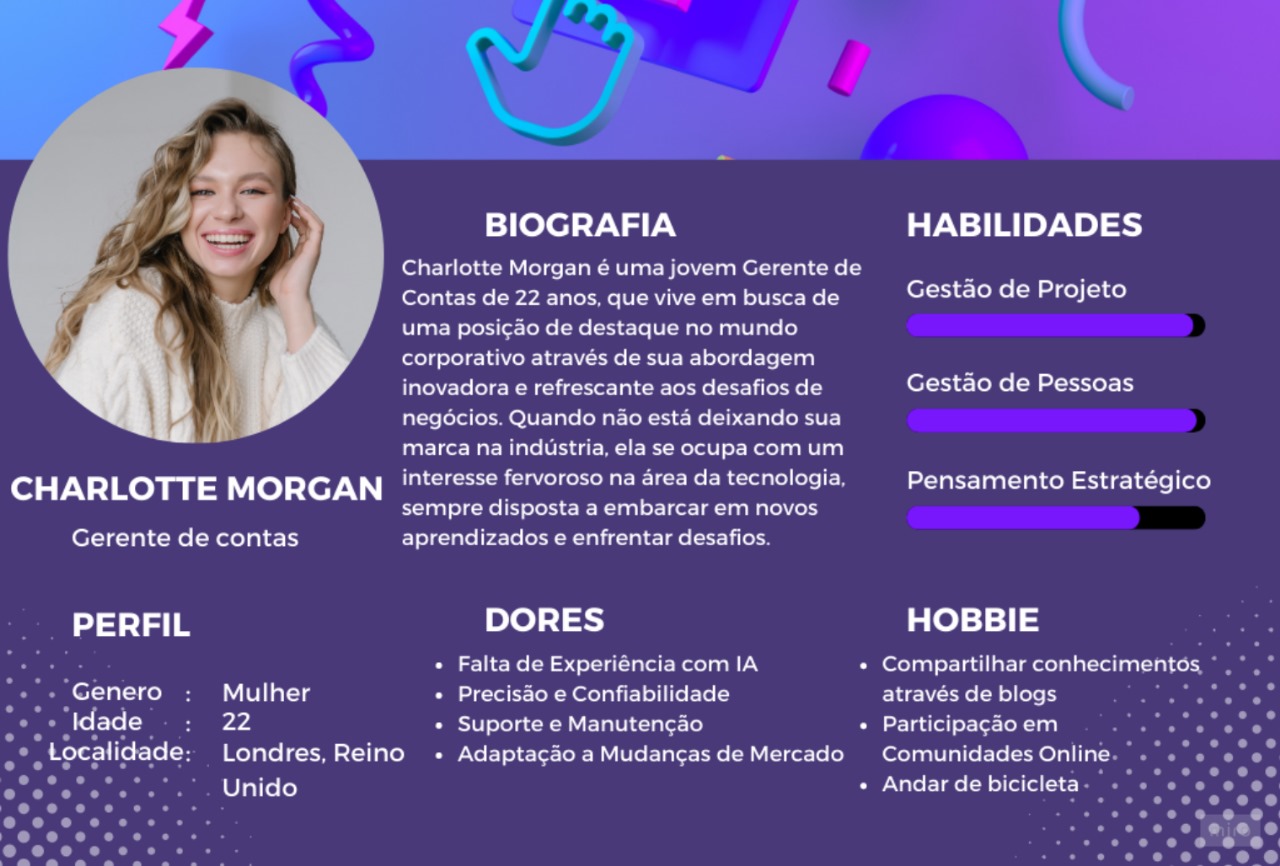 CHARLOTTE MORGAN
Gerente de contas
BIOGRAFIA
Charlotte Morgan é uma jovem Gerente de
Contas de 22 anos, que vive em busca de
uma posição de destaque no mundo
corporativo através de sua abordagem
inovadora e refrescante aos desafios de
negócios. Quando não está deixando sua
marca na indústria, ela se ocupa com um
interesse fervoroso na área da tecnologia,
sempre disposta a embarcar em novos
aprendizados e enfrentar desafios.
HABILIDADES
Gestão de Projeto
Gestão de Pessoas
Pensamento Estratégico
PERFIL
Genero : Mulher
Idade : 22
Localidade: Londres, Reino
Unido
DORES
• Falta de Experiência com IA
• Precisão e Confiabilidade
• Suporte e Manutenção
• Adaptação a Mudanças de Mercado
HOBBIE
• Compartilhar conhecimentos
através de blogs
• Participação em
Comunidades Online
• Andar de bicicleta
miro